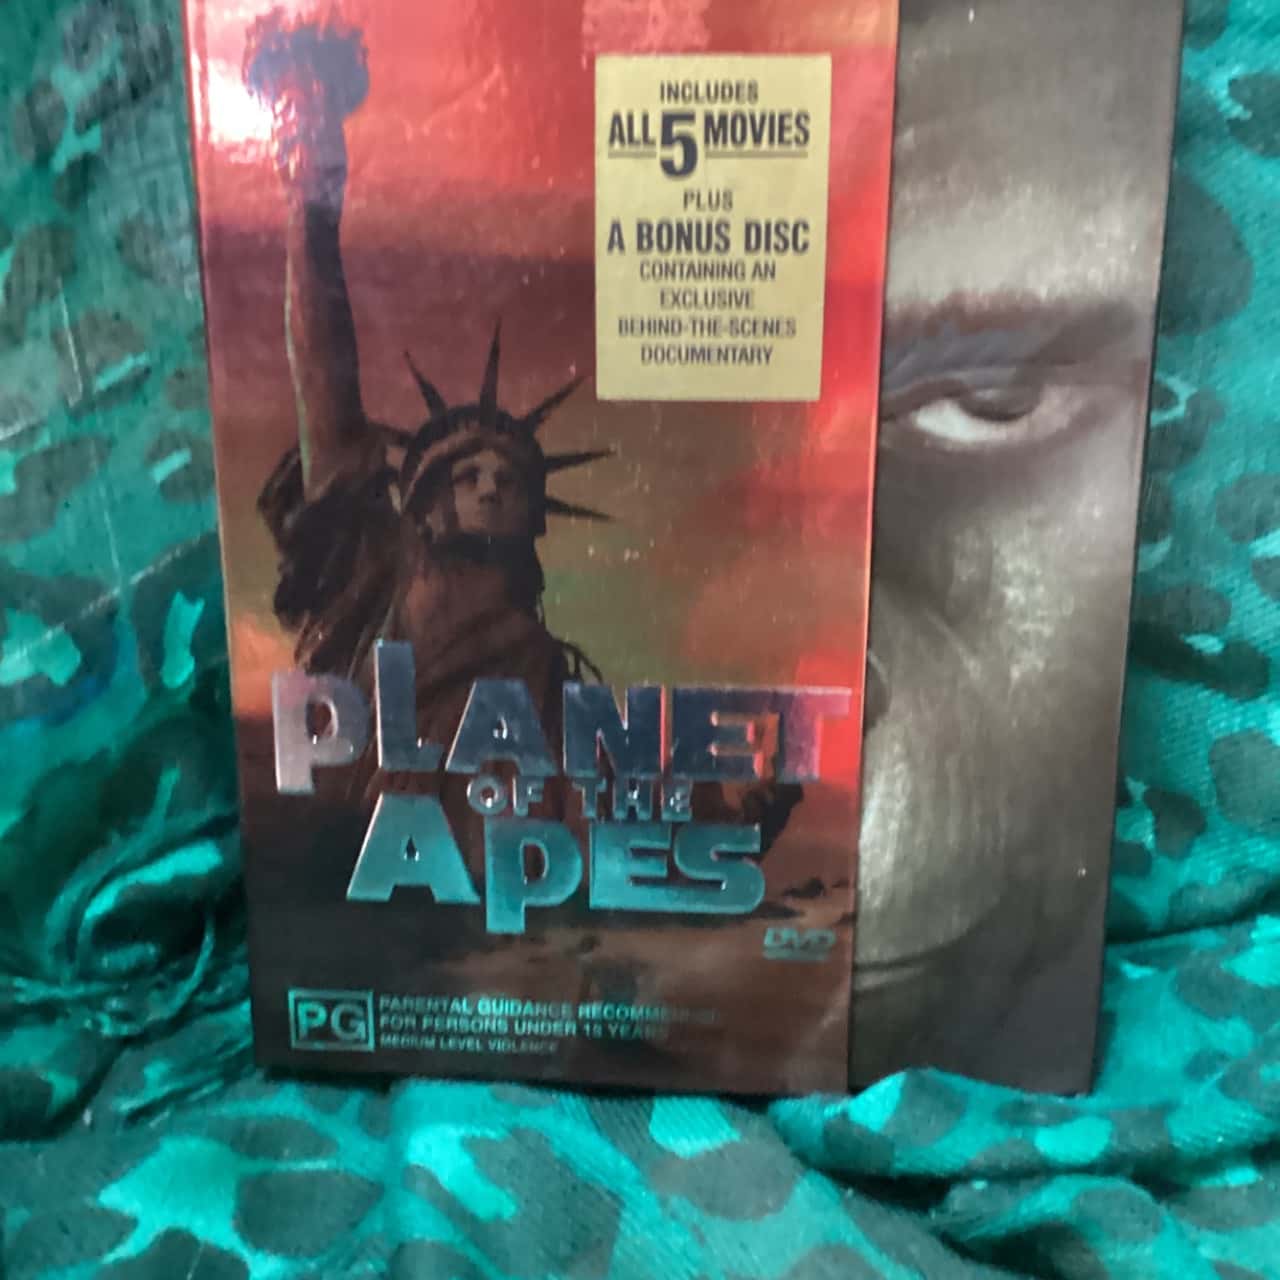 INCLUDES
ALL 5 MOVIES
PLUS
A BONUS DISC
CONTAINING AN
EXCLUSIVE
BEHIND-THE-SCENES
DOCUMENTARY
PLANET
OF THE
APES
DVD
PG
PARENTAL GUIDANCE RECOMMENDED
FOR PERSONS UNDER 15 YEARS
MEDIUM LEVEL VIOLENCE